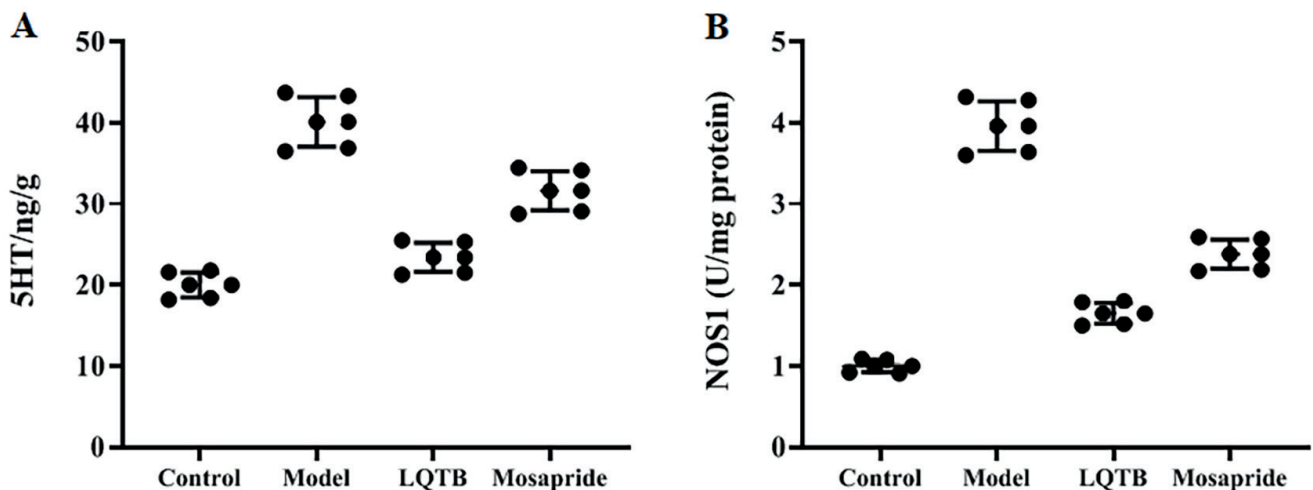 A
5HT/ng/g
50
40
30
20
10
0
Control Model LQTB Mosapride
B
NOS1 (U/mg protein)
5
4
3
2
1
0
Control Model LQTB Mosapride